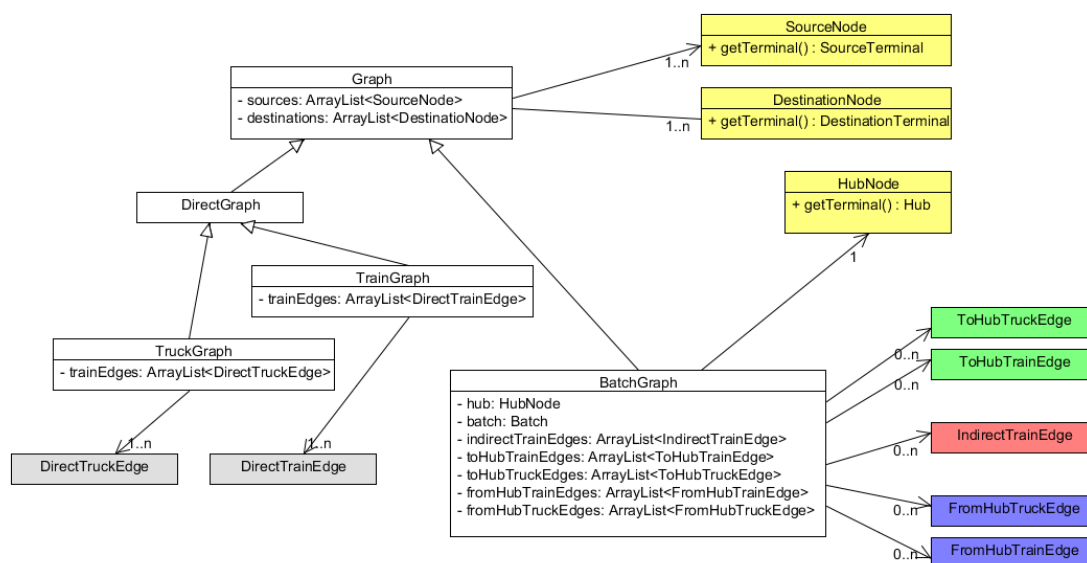 SourceNode
+ getTerminal() : SourceTerminal
1..n
Graph
- sources: ArrayList<SourceNode>
- destinations: ArrayList<DestinatioNode>
DestinationNode
+ getTerminal() : DestinationTerminal
1..n
HubNode
+ getTerminal() : Hub
1
DirectGraph
TrainGraph
- trainEdges: ArrayList<DirectTrainEdge>
TruckGraph
- trainEdges: ArrayList<DirectTruckEdge>
1..n
1..n
DirectTruckEdge
DirectTrainEdge
BatchGraph
- hub: HubNode
- batch: Batch
- indirectTrainEdges: ArrayList<IndirectTrainEdge>
- toHubTrainEdges: ArrayList<ToHubTrainEdge>
- toHubTruckEdges: ArrayList<ToHubTruckEdge>
- fromHubTrainEdges: ArrayList<FromHubTrainEdge>
- fromHubTruckEdges: ArrayList<FromHubTruckEdge>
ToHubTruckEdge
0..n
ToHubTrainEdge
0..n
IndirectTrainEdge
0..n
FromHubTruckEdge
0..n
FromHubTrainEdge
0..n